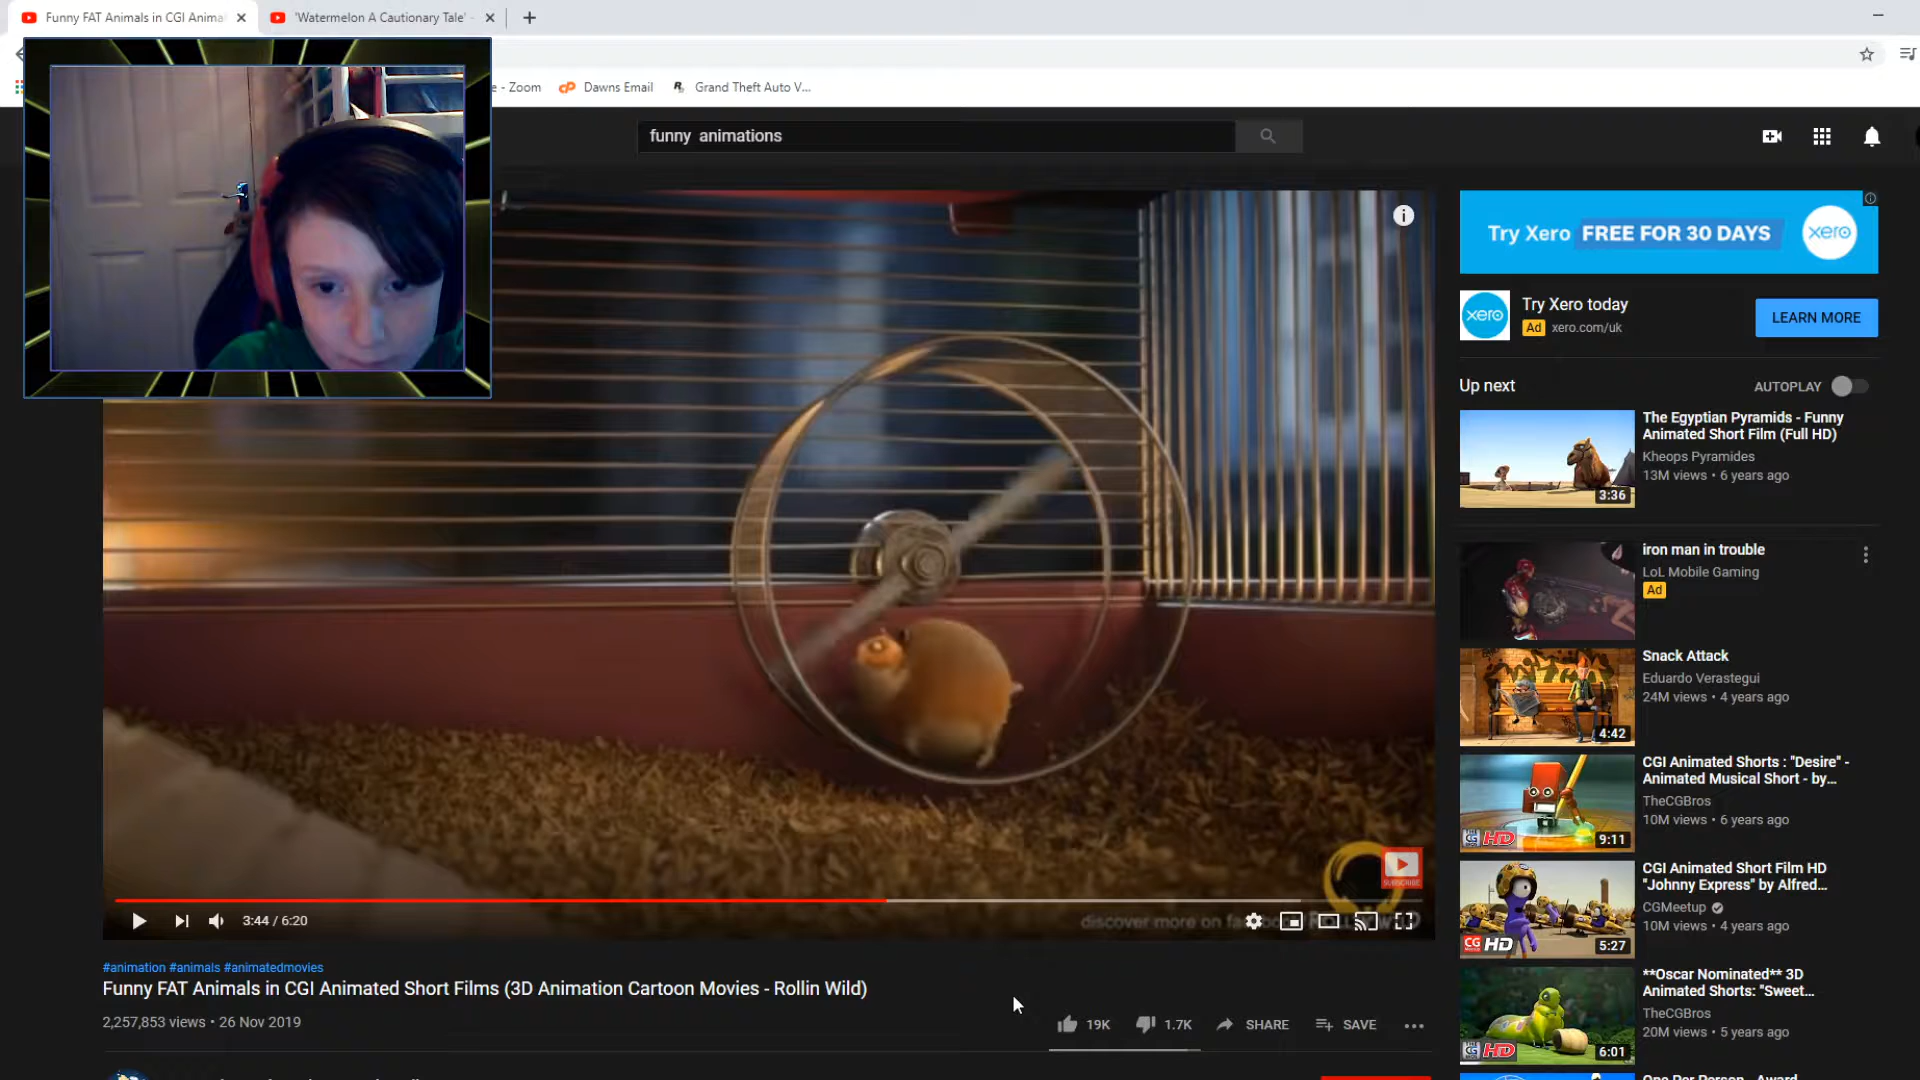 Funny FAT Animals in CGI Anima
'Watermelon A Cautionary Tale' -
e - Zoom
Dawns Email
Grand Theft Auto V...
funny animations
Try Xero FREE FOR 30 DAYS
xero
xero
Try Xero today
Ad xero.com/uk
LEARN MORE
Up next
AUTOPLAY
The Egyptian Pyramids - Funny
Animated Short Film (Full HD)
Kheops Pyramides
13M views • 6 years ago
3:36
iron man in trouble
LoL Mobile Gaming
Ad
Snack Attack
Eduardo Verastegui
24M views • 4 years ago
4:42
CGI Animated Shorts : "Desire" -
Animated Musical Short - by...
TheCGBros
10M views • 6 years ago
CG HD
9:11
CGI Animated Short Film HD
"Johnny Express" by Alfred...
CGMeetup
10M views • 4 years ago
CG HD
5:27
**Oscar Nominated** 3D
Animated Shorts: "Sweet...
TheCGBros
20M views • 5 years ago
CG HD
6:01
SUBSCRIBE
3:44 / 6:20
discover more on
#animation #animals #animatedmovies
Funny FAT Animals in CGI Animated Short Films (3D Animation Cartoon Movies - Rollin Wild)
2,257,853 views • 26 Nov 2019
19K
1.7K
SHARE
SAVE